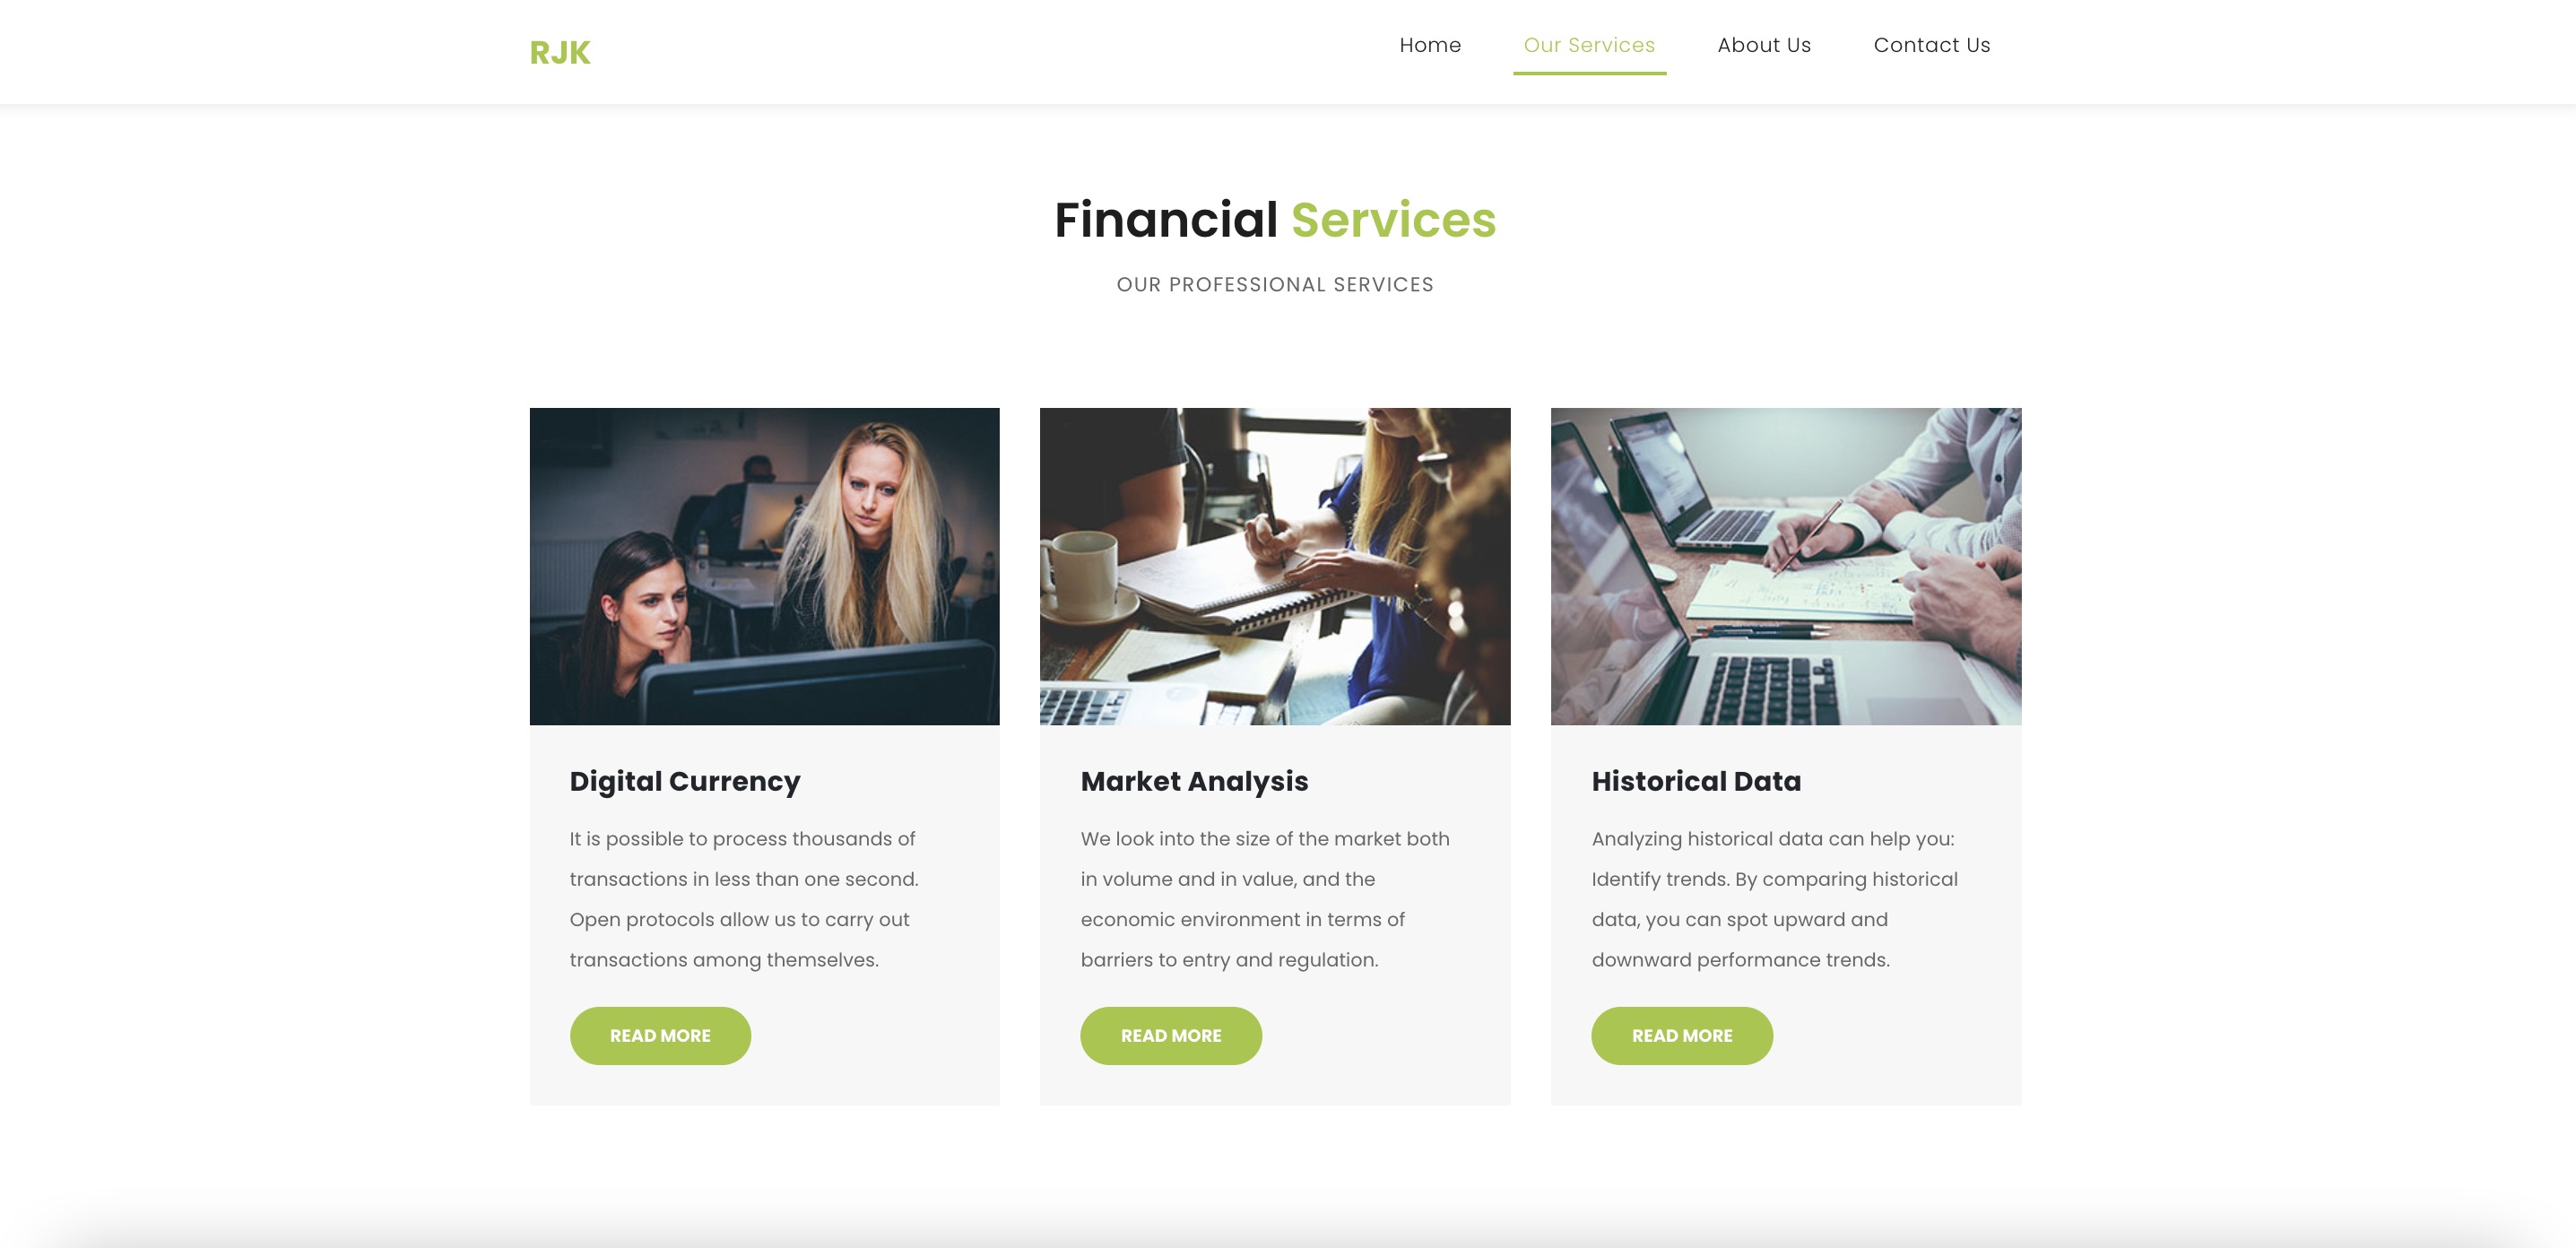 RJK
Home
Our Services
About Us
Contact Us
Financial Services
OUR PROFESSIONAL SERVICES
Digital Currency
It is possible to process thousands of
transactions in less than one second.
Open protocols allow us to carry out
transactions among themselves.
READ MORE
Market Analysis
We look into the size of the market both
in volume and in value, and the
economic environment in terms of
barriers to entry and regulation.
READ MORE
Historical Data
Analyzing historical data can help you:
Identify trends. By comparing historical
data, you can spot upward and
downward performance trends.
READ MORE